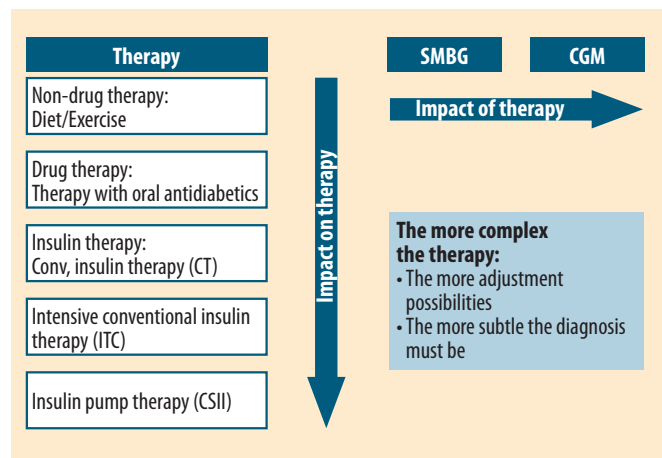 Therapy
Non-drug therapy:
Diet/Exercise
Drug therapy:
Therapy with oral antidiabetics
Insulin therapy:
Conv, insulin therapy (CT)
Intensive conventional insulin
therapy (ITC)
Insulin pump therapy (CSII)
Impact on therapy
SMBG
CGM
Impact of therapy
The more complex
the therapy:
• The more adjustment
possibilities
• The more subtle the diagnosis
must be